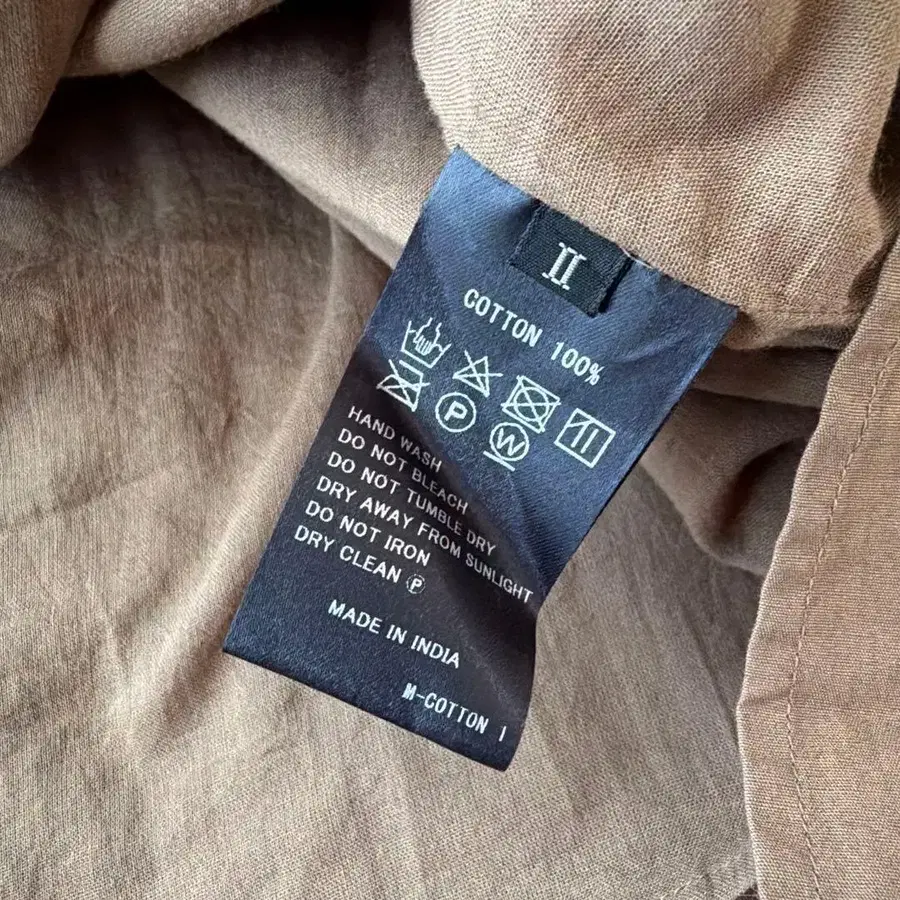 II
COTTON 100%
P
W
HAND WASH
DO NOT BLEACH
DO NOT TUMBLE DRY
DRY AWAY FROM SUNLIGHT
DO NOT IRON
DRY CLEAN Ⓟ
MADE IN INDIA
M-COTTON I